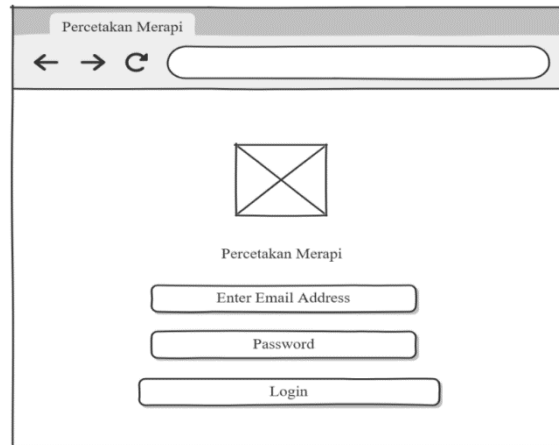 Percetakan Merapi
Percetakan Merapi
Enter Email Address
Password
Login